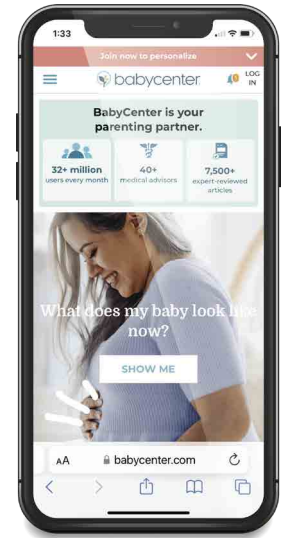 1:33
Join now to personalize
babycenter
LOG
IN
BabyCenter is your
parenting partner.
32+ million
users every month
40+
medical advisors
7,500+
expert-reviewed
articles
What does my baby look like
now?
SHOW ME
AA
babycenter.com